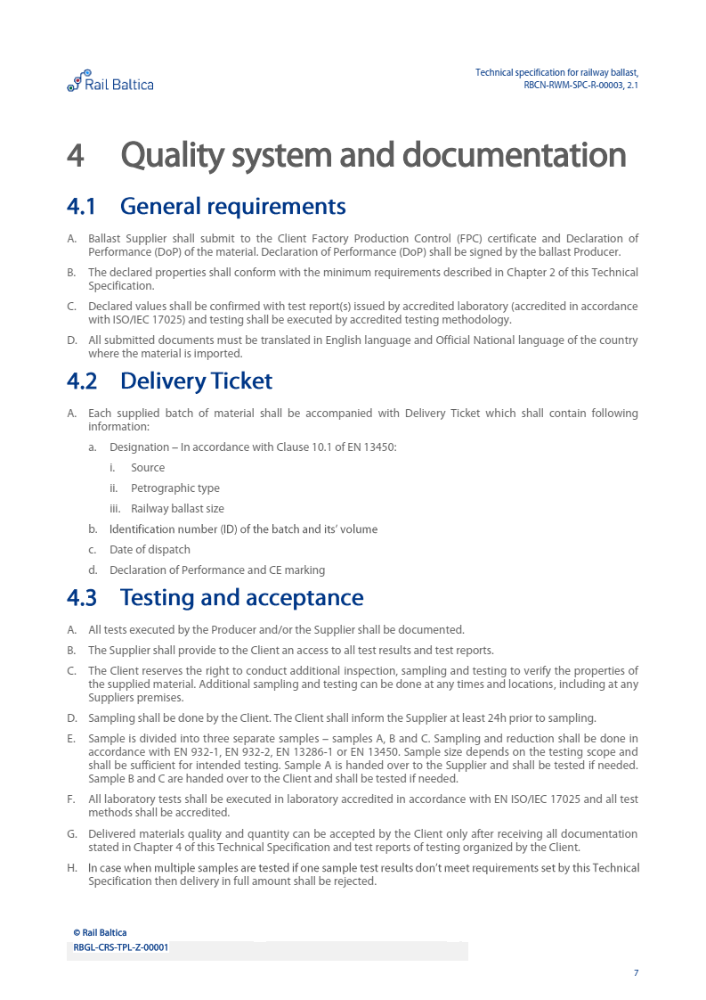 Rail Baltica
Technical specification for railway ballast,
RBCN-RWM-SPC-R-00003, 2.1
4 Quality system and documentation
4.1 General requirements
A. Ballast Supplier shall submit to the Client Factory Production Control (FPC) certificate and Declaration of
Performance (DoP) of the material. Declaration of Performance (DoP) shall be signed by the ballast Producer.
B. The declared properties shall conform with the minimum requirements described in Chapter 2 of this Technical
Specification.
C. Declared values shall be confirmed with test report(s) issued by accredited laboratory (accredited in accordance
with ISO/IEC 17025) and testing shall be executed by accredited testing methodology.
D. All submitted documents must be translated in English language and Official National language of the country
where the material is imported.
4.2 Delivery Ticket
A. Each supplied batch of material shall be accompanied with Delivery Ticket which shall contain following
information:
a. Designation – In accordance with Clause 10.1 of EN 13450:
i. Source
ii. Petrographic type
iii. Railway ballast size
b. Identification number (ID) of the batch and its’ volume
c. Date of dispatch
d. Declaration of Performance and CE marking
4.3 Testing and acceptance
A. All tests executed by the Producer and/or the Supplier shall be documented.
B. The Supplier shall provide to the Client an access to all test results and test reports.
C. The Client reserves the right to conduct additional inspection, sampling and testing to verify the properties of
the supplied material. Additional sampling and testing can be done at any times and locations, including at any
Suppliers premises.
D. Sampling shall be done by the Client. The Client shall inform the Supplier at least 24h prior to sampling.
E. Sample is divided into three separate samples – samples A, B and C. Sampling and reduction shall be done in
accordance with EN 932-1, EN 932-2, EN 13286-1 or EN 13450. Sample size depends on the testing scope and
shall be sufficient for intended testing. Sample A is handed over to the Supplier and shall be tested if needed.
Sample B and C are handed over to the Client and shall be tested if needed.
F. All laboratory tests shall be executed in laboratory accredited in accordance with EN ISO/IEC 17025 and all test
methods shall be accredited.
G. Delivered materials quality and quantity can be accepted by the Client only after receiving all documentation
stated in Chapter 4 of this Technical Specification and test reports of testing organized by the Client.
H. In case when multiple samples are tested if one sample test results don’t meet requirements set by this Technical
Specification then delivery in full amount shall be rejected.
© Rail Baltica
RBGL-CRS-TPL-Z-00001
7